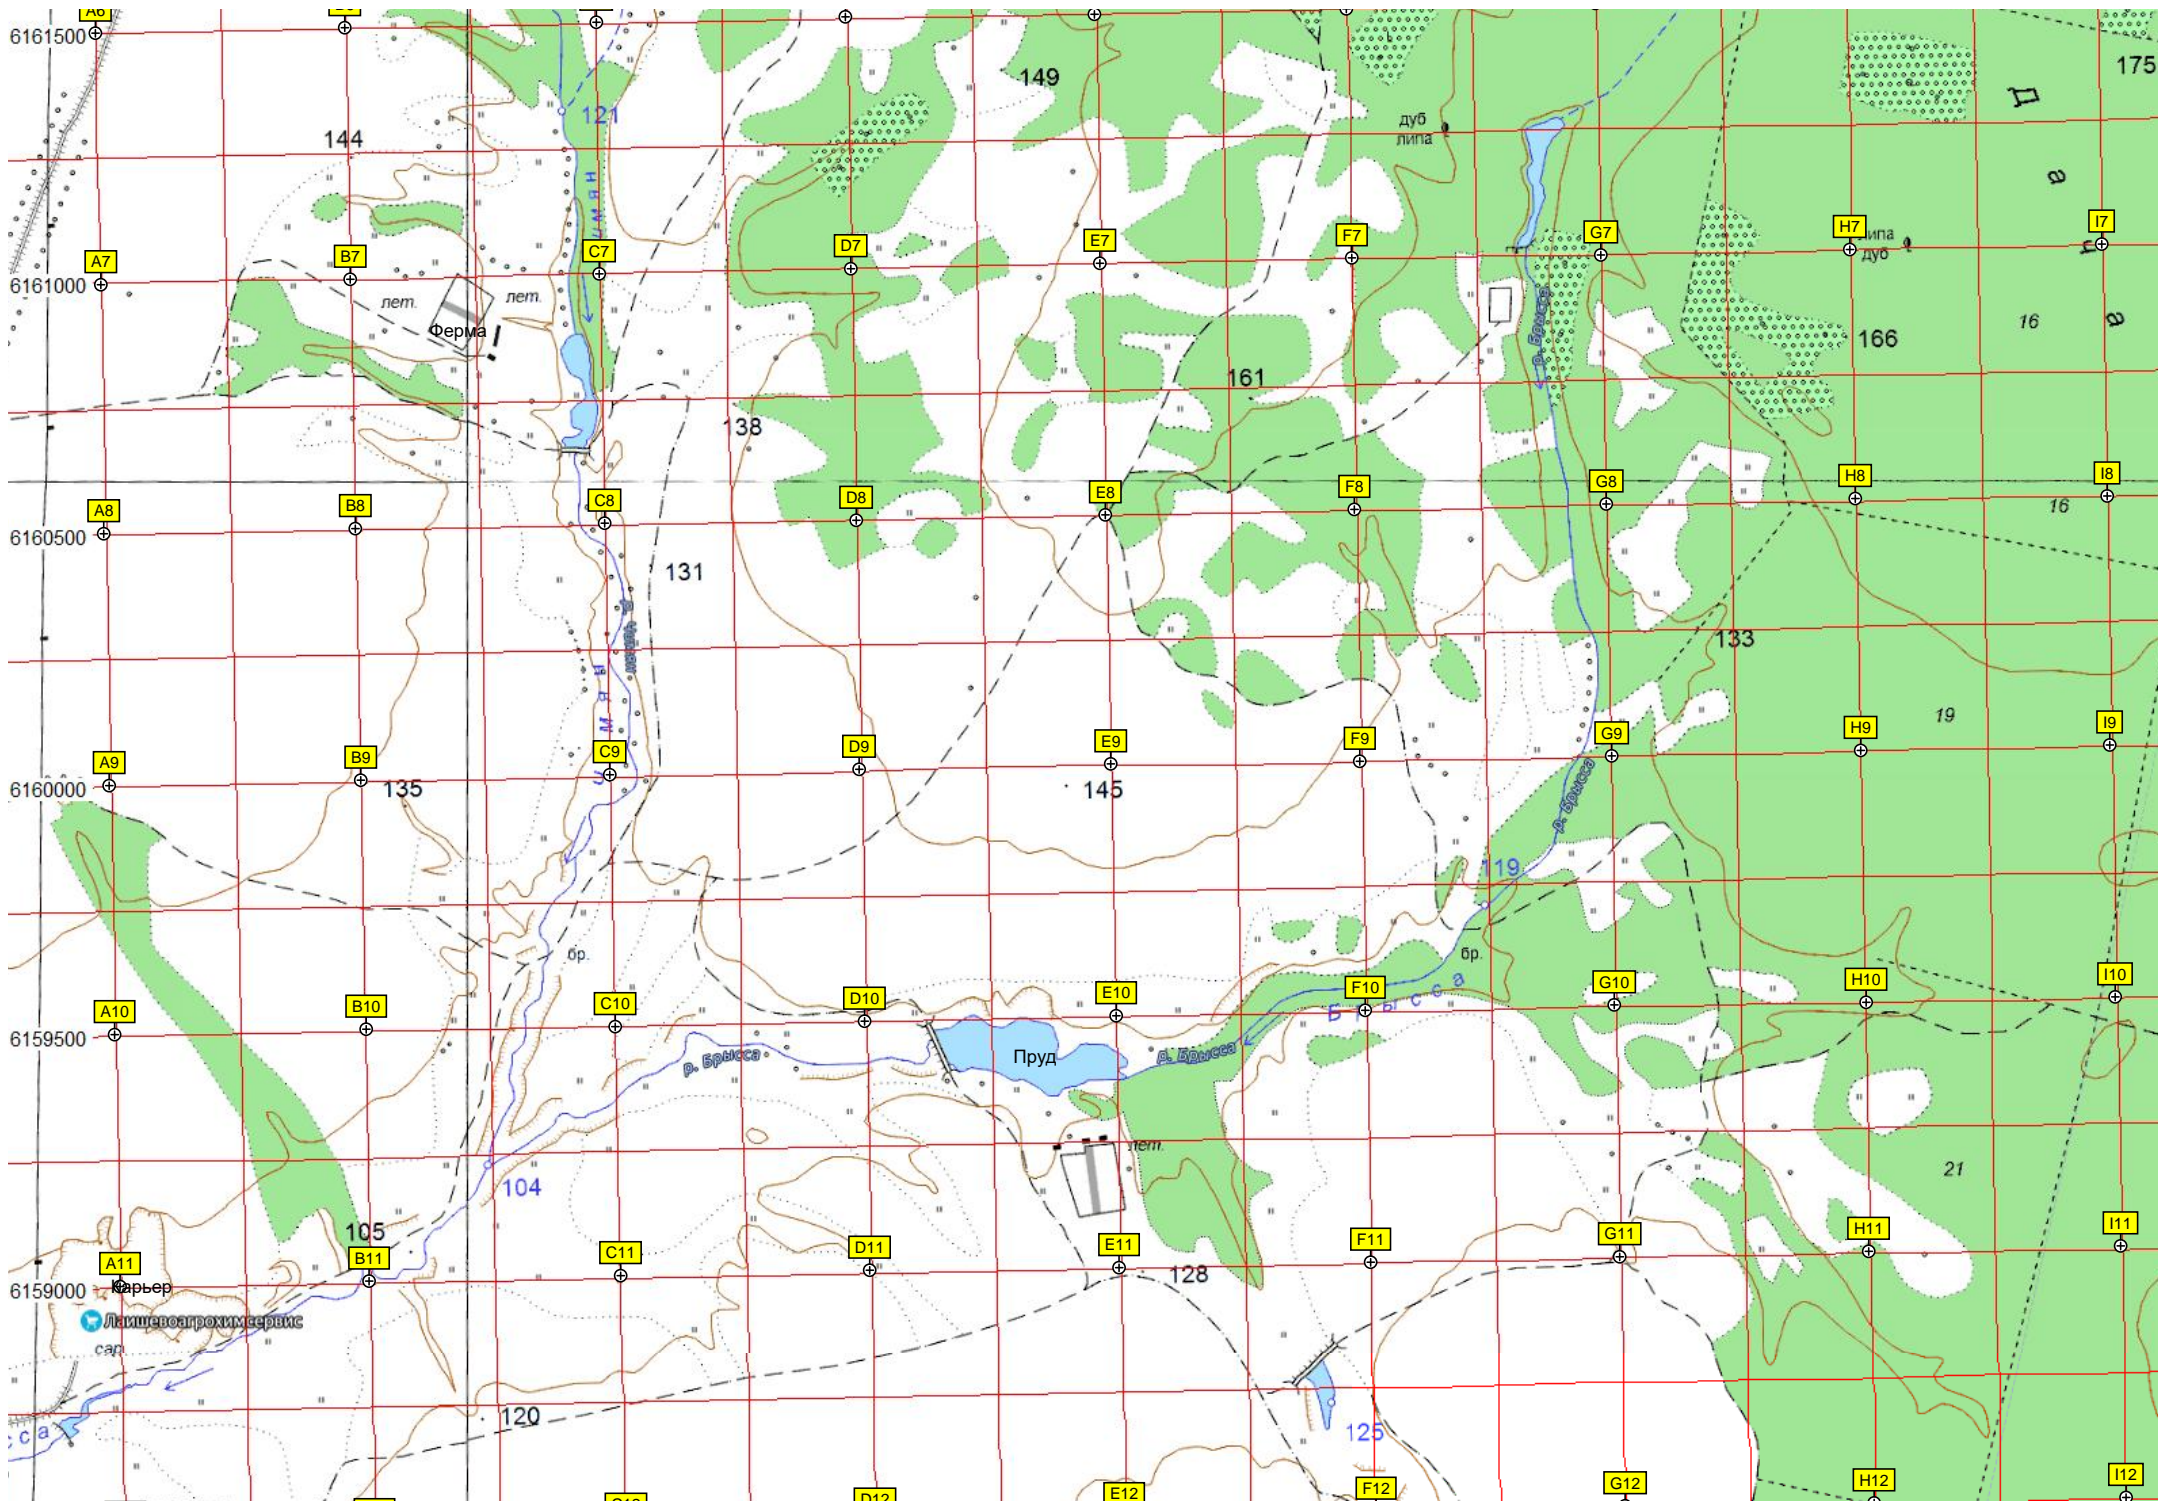 A6
6161500
149
175
121
144
дуб
липа
Д
а
ч
а
A7
B7
C7
D7
E7
F7
G7
H7
I7
липа
дуб
6161000
лет.
лет.
Ферма
р. Брысса
16
166
161
138
A8
B8
C8
D8
E8
F8
G8
H8
I8
16
6160500
131
133
19
A9
B9
C9
D9
E9
F9
G9
H9
I9
6160000
135
145
р. Брысса
119
бр.
бр.
A10
B10
C10
D10
E10
F10
G10
H10
I10
Брысса
6159500
р. Брысса
Пруд
р. Брысса
лет.
21
104
105
A11
B11
C11
D11
E11
F11
G11
H11
I11
Карьер
128
6159000
Лаишевоагрохимсервис
сар.
120
125
сса
D12
E12
F12
G12
H12
I12